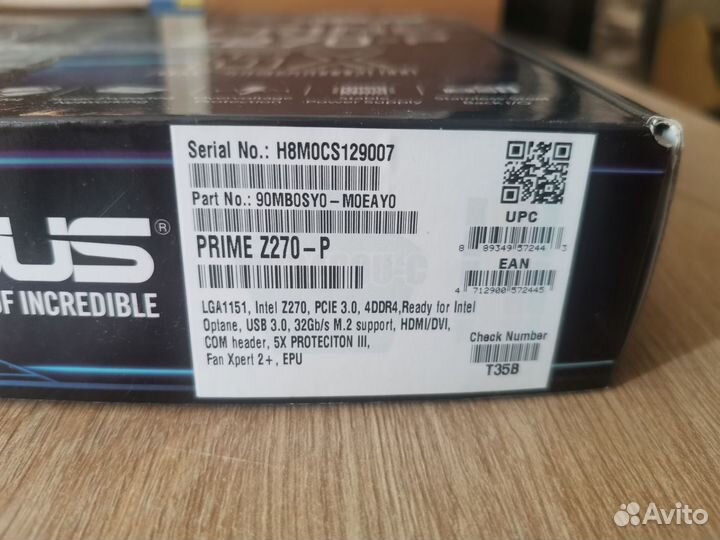 Serial No.: H8M0CS129007
Part No.: 90MB0SY0-M0EAY0
UPC
8 89349 57244 3
PRIME Z270-P
EAN
4 712900 572445
LGA1151, Intel Z270, PCIE 3.0, 4DDR4,Ready for Intel
Optane, USB 3.0, 32Gb/s M.2 support, HDMI/DVI,
COM header, 5X PROTECITON III,
Fan Xpert 2+, EPU
Check Number
T35B
SUS®
OF INCREDIBLE
Avito